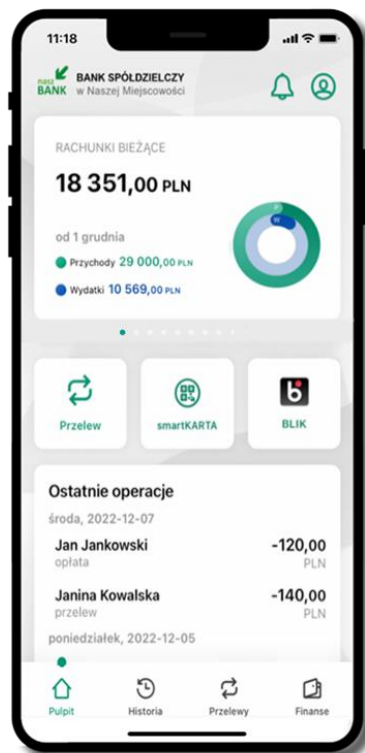 11:18
nasz BANK
BANK SPÓŁDZIELCZY
w Naszej Miejscowości
RACHUNKI BIEŻĄCE
18 351,00 PLN
od 1 grudnia
Przychody 29 000,00 PLN
Wydatki 10 569,00 PLN
P
W
Przelew
smartKARTA
BLIK
Ostatnie operacje
środa, 2022-12-07
Jan Jankowski -120,00
opłata PLN
Janina Kowalska -140,00
przelew PLN
poniedziałek, 2022-12-05
Pulpit Historia Przelewy Finanse